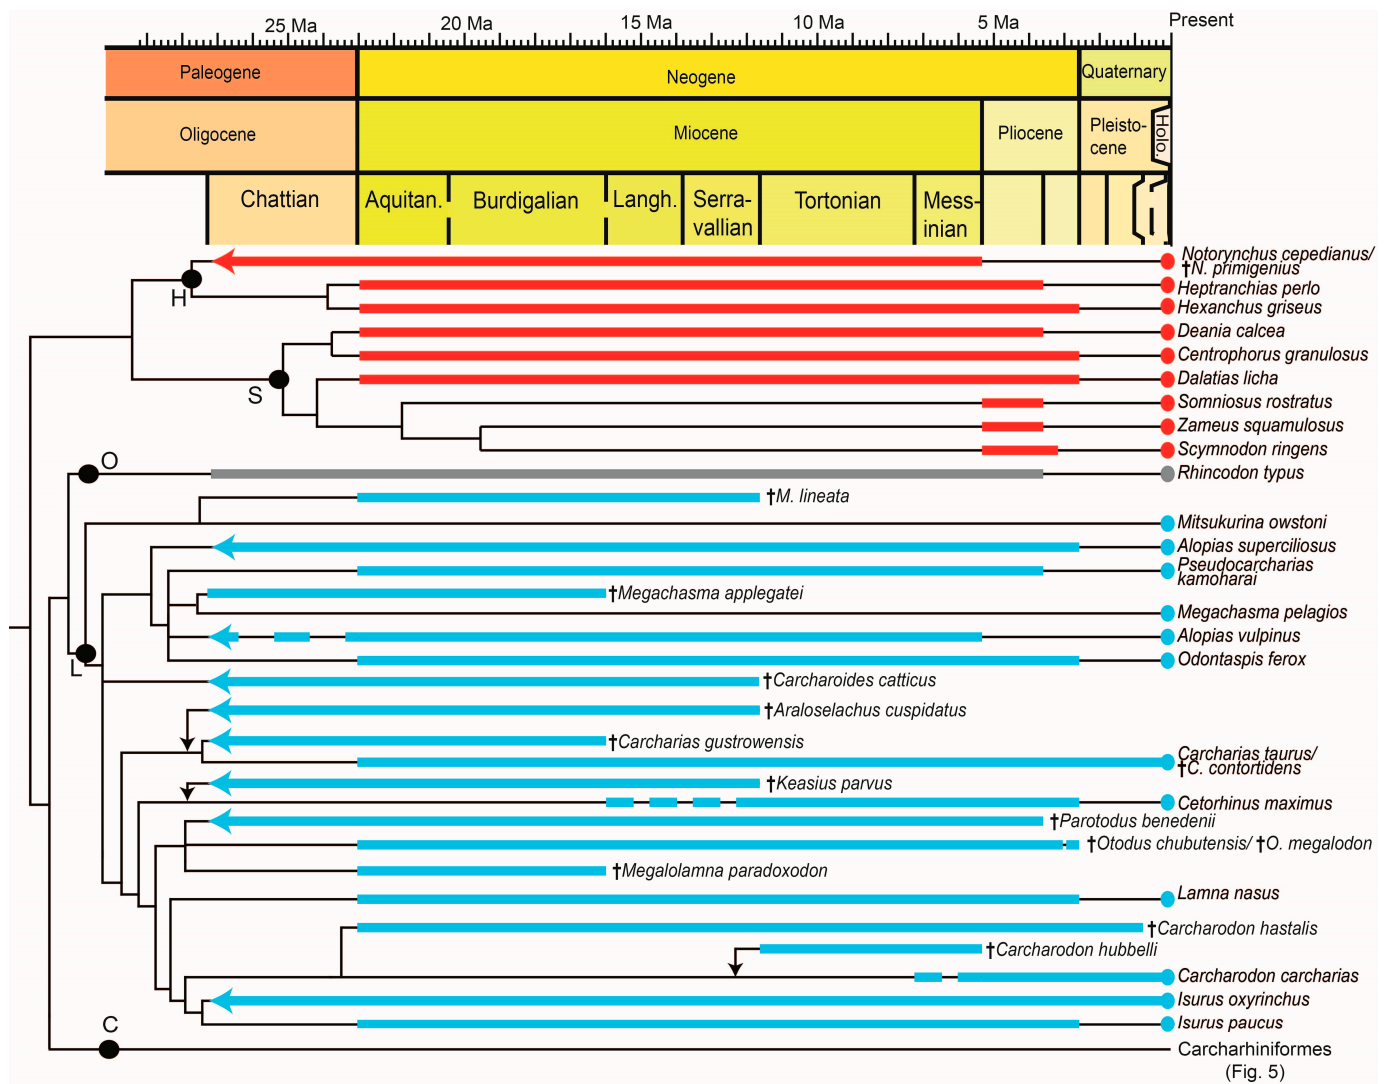 25 Ma 20 Ma 15 Ma 10 Ma 5 Ma Present
Paleogene Neogene Quaternary
Oligocene Miocene Pliocene Pleisto-
cene Holo.
Chattian Aquitan. Burdigalian Langh. Serra-
vallian Tortonian Mess-
inian
Notorynchus cepedianus/
†N. primigenius
H
Heptranchias perlo
Hexanchus griseus
Deania calcea
Centrophorus granulosus
Dalatias licha
S
Somniosus rostratus
Zameus squamulosus
Scymnodon ringens
O
Rhincodon typus
†M. lineata
Mitsukurina owstoni
Alopias superciliosus
Pseudocarcharias
kamoharai
†Megachasma applegatei
Megachasma pelagios
Alopias vulpinus
Odontaspis ferox
L
†Carcharoides catticus
†Araloselachus cuspidatus
†Carcharias gustrowensis
Carcharias taurus/
†C. contortidens
†Keasius parvus
Cetorhinus maximus
†Parotodus benedenii
†Otodus chubutensis/ †O. megalodon
†Megalolamna paradoxodon
Lamna nasus
†Carcharodon hastalis
†Carcharodon hubbelli
Carcharodon carcharias
Isurus oxyrinchus
Isurus paucus
C
Carcharhiniformes
(Fig. 5)